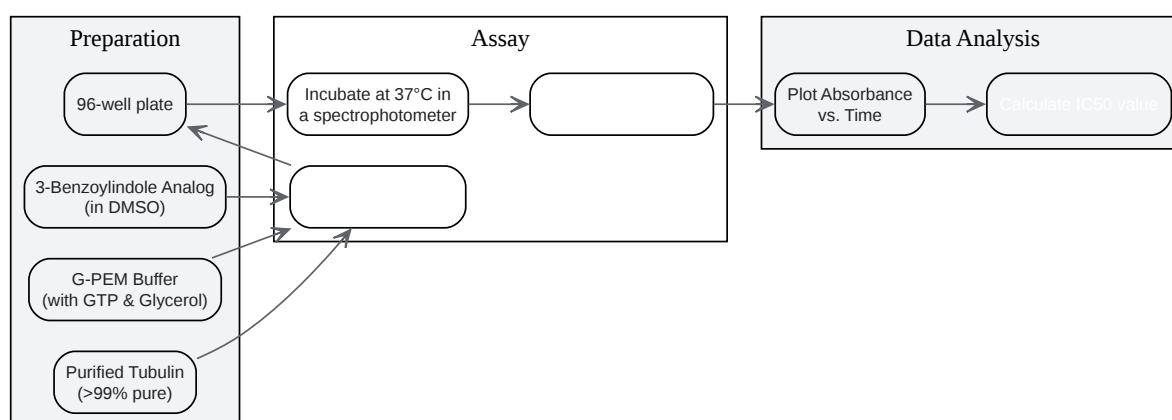 Preparation
96-well plate
3-Benzoylindole Analog
(in DMSO)
G-PEM Buffer
(with GTP & Glycerol)
Purified Tubulin
(>99% pure)
Assay
Incubate at 37°C in
a spectrophotometer
Data Analysis
Plot Absorbance
vs. Time
Calculate IC50 value